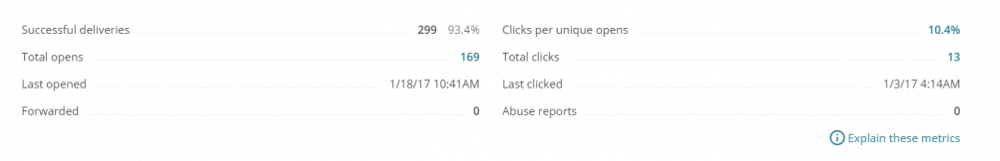 Successful deliveries 299 93.4% Clicks per unique opens 10.4%
Total opens 169 Total clicks 13
Last opened 1/18/17 10:41AM Last clicked 1/3/17 4:14AM
Forwarded 0 Abuse reports 0
Explain these metrics